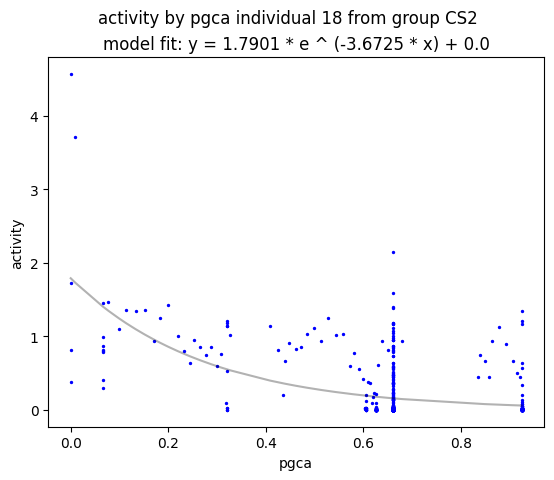 activity by pgca individual 18 from group CS2
model fit: y = 1.7901 * e ^ (-3.6725 * x) + 0.0
activity
4
3
2
1
0
0.0 0.2 0.4 0.6 0.8
pgca